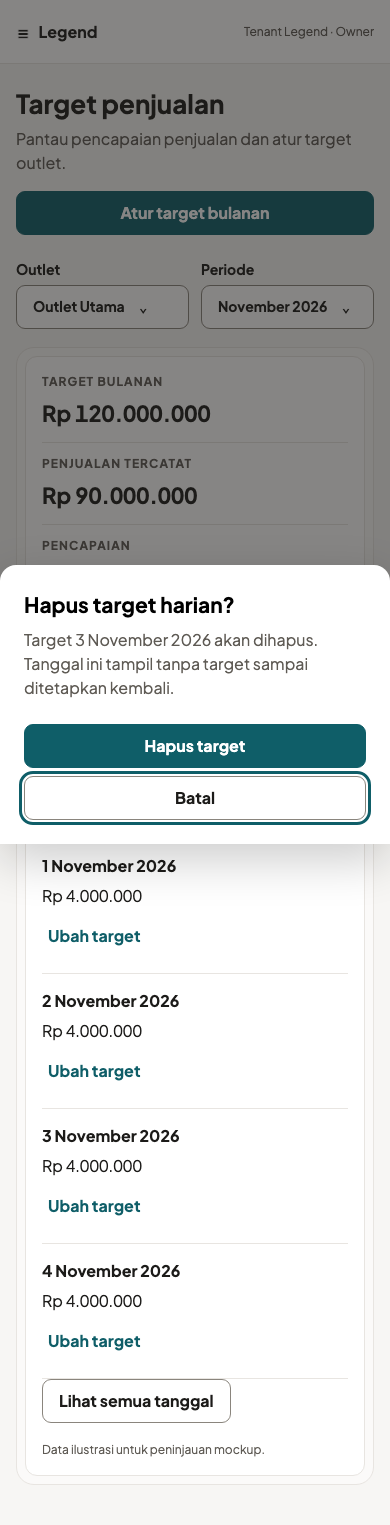 ≡ Legend
Tenant Legend · Owner
Target penjualan
Pantau pencapaian penjualan dan atur target
outlet.
Atur target bulanan
Outlet
Periode
Outlet Utama
November 2026
TARGET BULANAN
Rp 120.000.000
PENJUALAN TERCATAT
Rp 90.000.000
PENCAPAIAN
Hapus target harian?
Target 3 November 2026 akan dihapus.
Tanggal ini tampil tanpa target sampai
ditetapkan kembali.
Hapus target
Batal
1 November 2026
Rp 4.000.000
Ubah target
2 November 2026
Rp 4.000.000
Ubah target
3 November 2026
Rp 4.000.000
Ubah target
4 November 2026
Rp 4.000.000
Ubah target
Lihat semua tanggal
Data ilustrasi untuk peninjauan mockup.